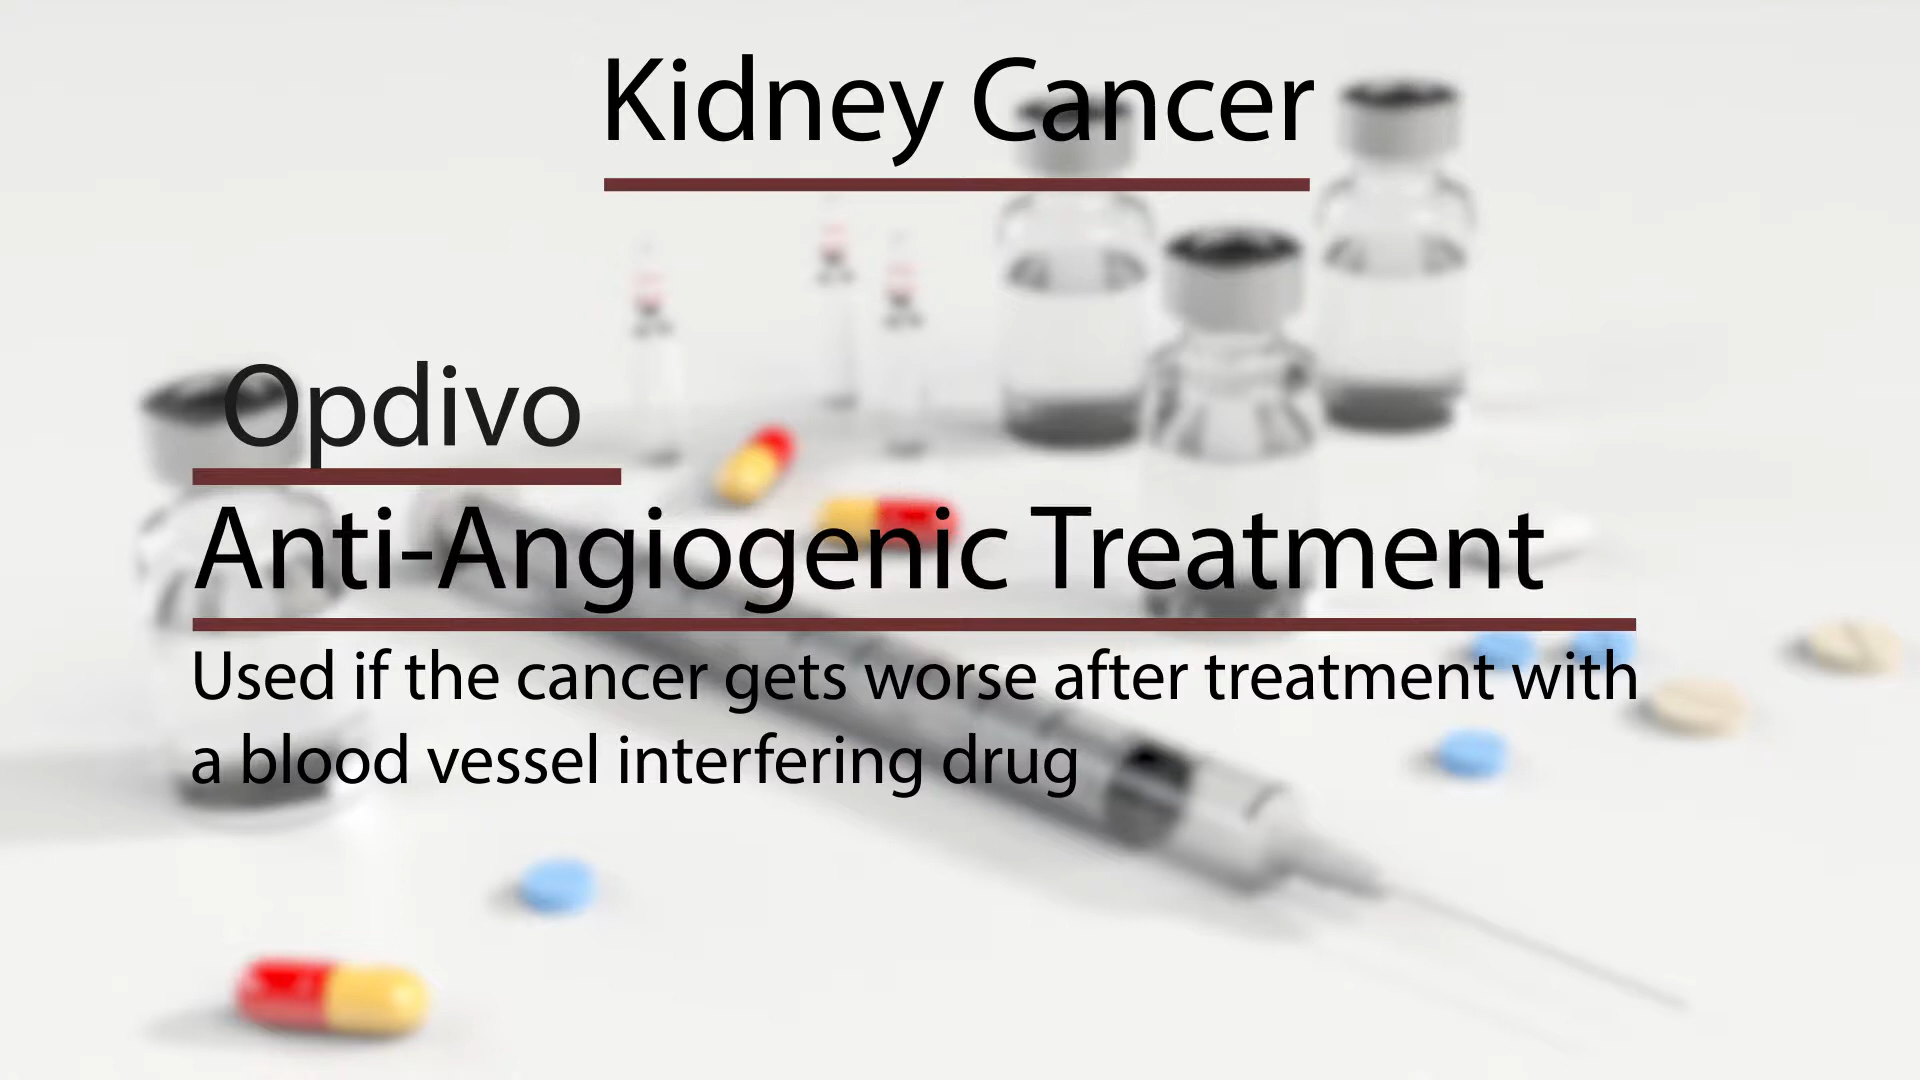 Kidney Cancer
Opdivo
Anti-Angiogenic Treatment
Used if the cancer gets worse after treatment with
a blood vessel interfering drug